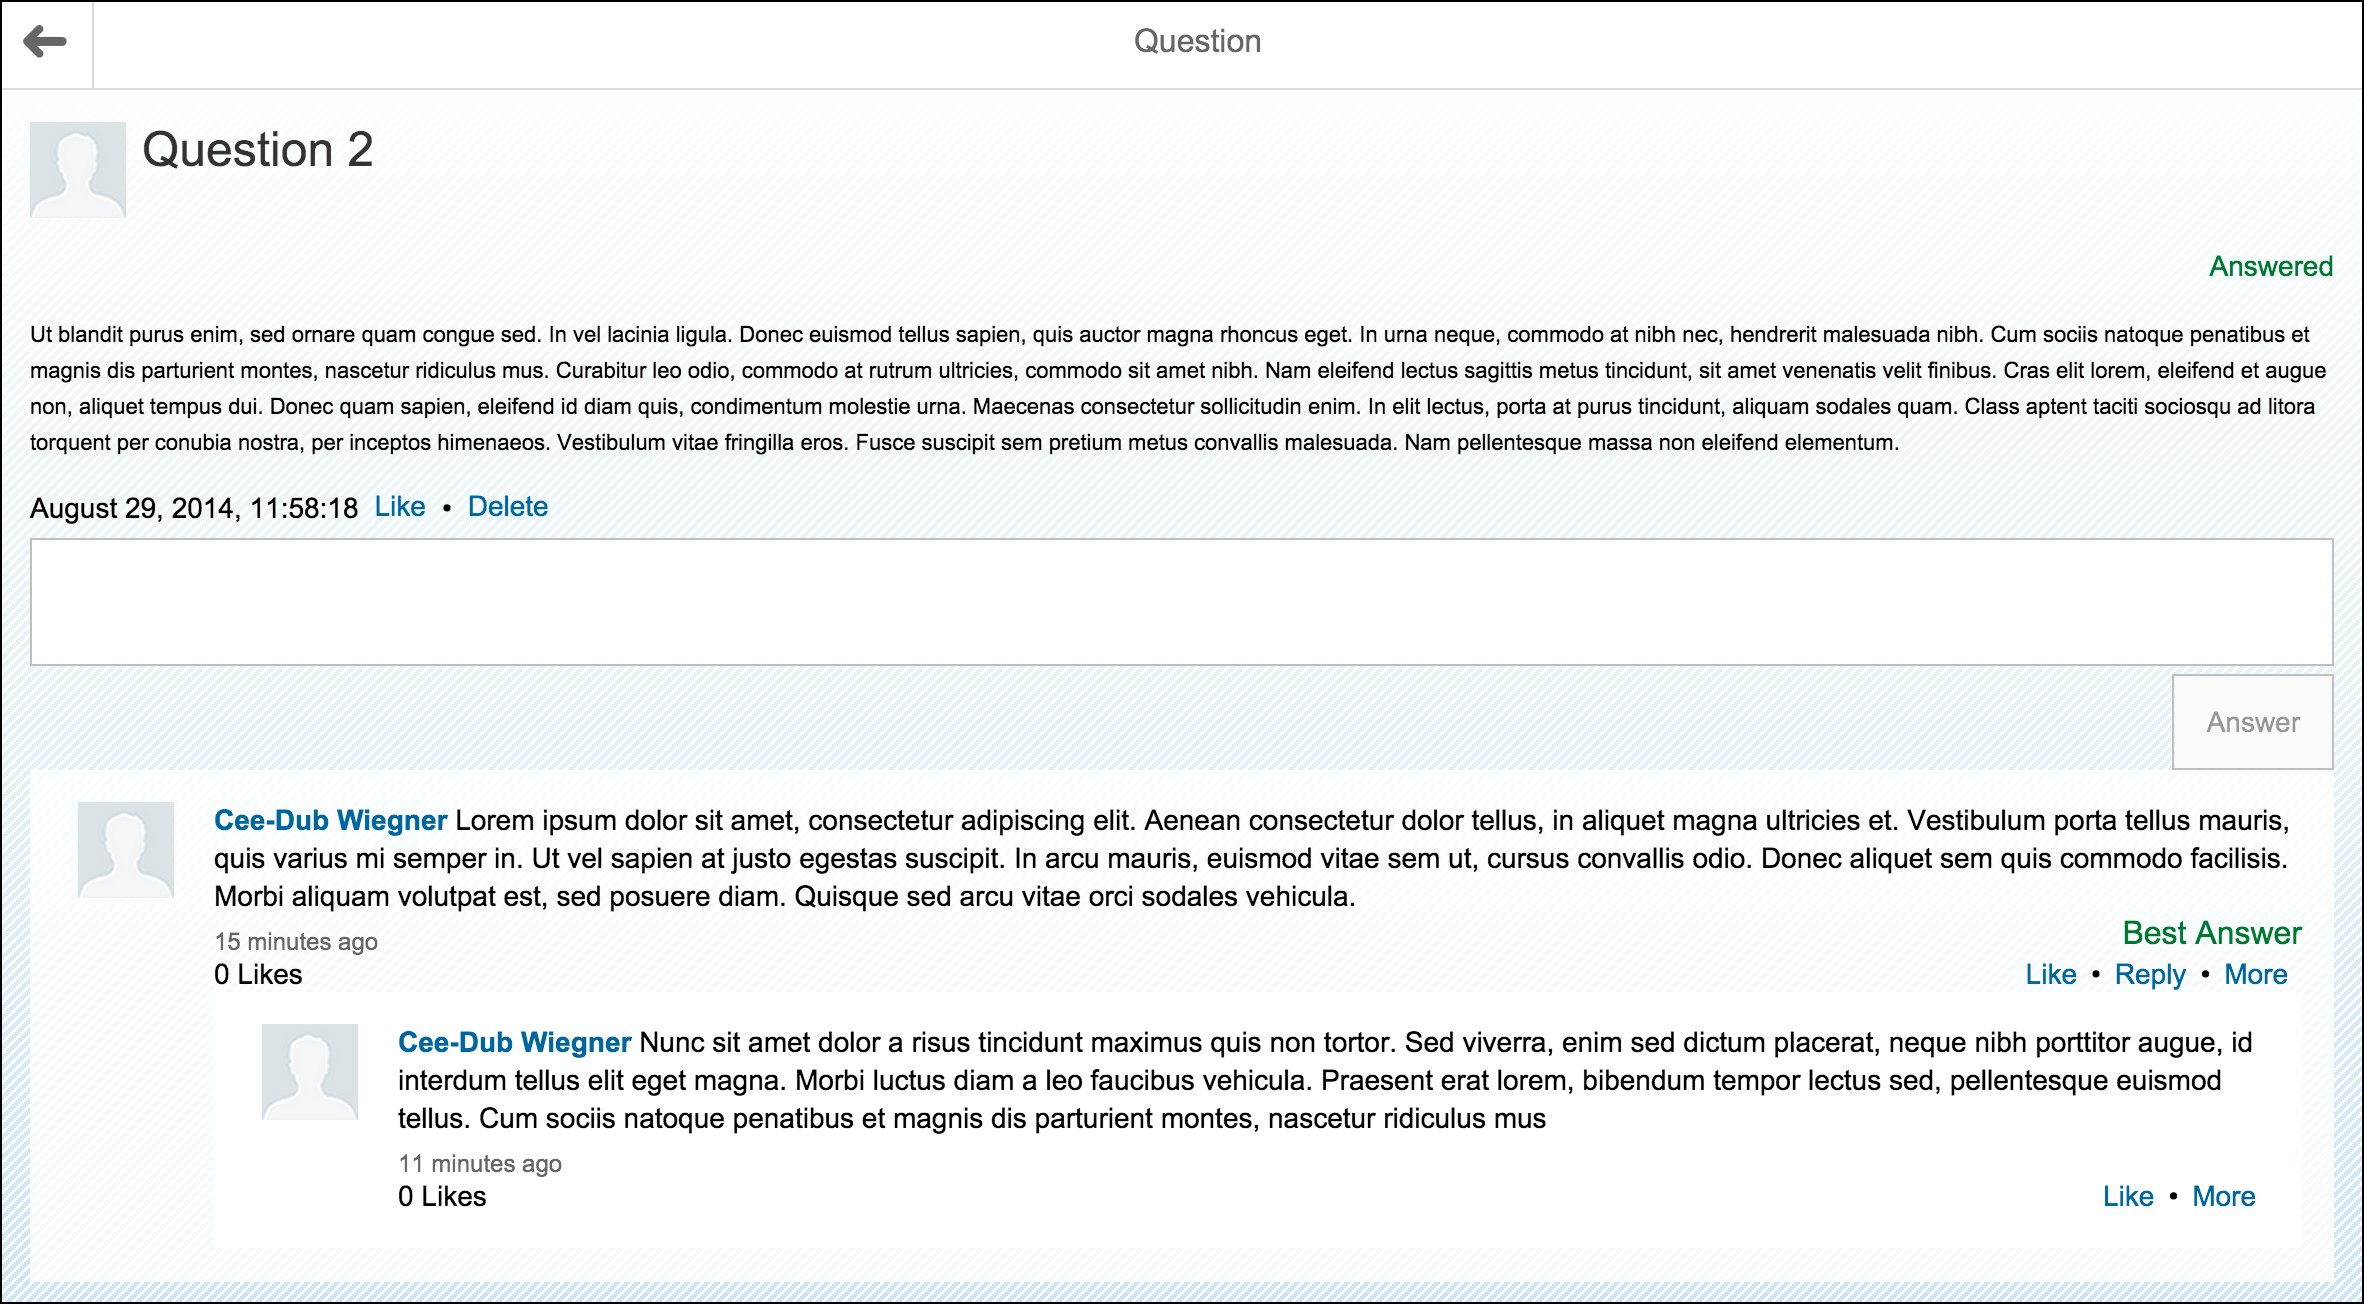 Question
Question 2
Answered
Ut blandit purus enim, sed ornare quam congue sed. In vel lacinia ligula. Donec euismod tellus sapien, quis auctor magna rhoncus eget. In urna neque, commodo at nibh nec, hendrerit malesuada nibh. Cum sociis natoque penatibus et
magnis dis parturient montes, nascetur ridiculus mus. Curabitur leo odio, commodo at rutrum ultricies, commodo sit amet nibh. Nam eleifend lectus sagittis metus tincidunt, sit amet venenatis velit finibus. Cras elit lorem, eleifend et augue
non, aliquet tempus dui. Donec quam sapien, eleifend id diam quis, condimentum molestie urna. Maecenas consectetur sollicitudin enim. In elit lectus, porta at purus tincidunt, aliquam sodales quam. Class aptent taciti sociosqu ad litora
torquent per conubia nostra, per inceptos himenaeos. Vestibulum vitae fringilla eros. Fusce suscipit sem pretium metus convallis malesuada. Nam pellentesque massa non eleifend elementum.
August 29, 2014, 11:58:18 Like • Delete
Answer
Cee-Dub Wiegner Lorem ipsum dolor sit amet, consectetur adipiscing elit. Aenean consectetur dolor tellus, in aliquet magna ultricies et. Vestibulum porta tellus mauris,
quis varius mi semper in. Ut vel sapien at justo egestas suscipit. In arcu mauris, euismod vitae sem ut, cursus convallis odio. Donec aliquet sem quis commodo facilisis.
Morbi aliquam volutpat est, sed posuere diam. Quisque sed arcu vitae orci sodales vehicula.
15 minutes ago Best Answer
0 Likes Like • Reply • More
Cee-Dub Wiegner Nunc sit amet dolor a risus tincidunt maximus quis non tortor. Sed viverra, enim sed dictum placerat, neque nibh porttitor augue, id
interdum tellus elit eget magna. Morbi luctus diam a leo faucibus vehicula. Praesent erat lorem, bibendum tempor lectus sed, pellentesque euismod
tellus. Cum sociis natoque penatibus et magnis dis parturient montes, nascetur ridiculus mus
11 minutes ago
0 Likes Like • More